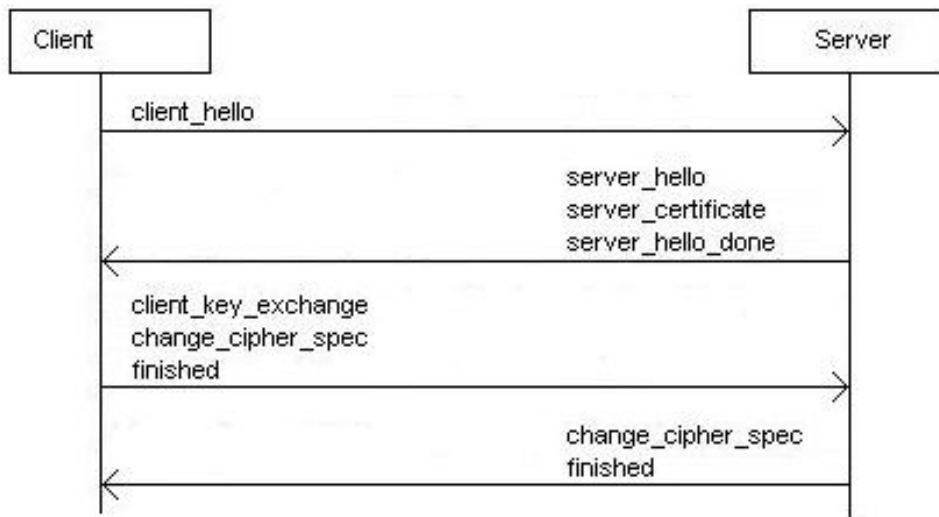 Client
Server
client_hello
server_hello
server_certificate
server_hello_done
client_key_exchange
change_cipher_spec
finished
change_cipher_spec
finished